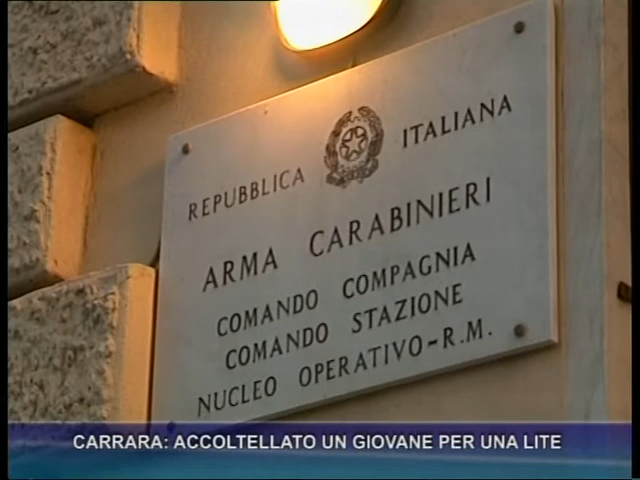 REPUBBLICA ITALIANA
ARMA CARABINIERI
COMANDO COMPAGNIA
COMANDO STAZIONE
NUCLEO OPERATIVO-R.M.
CARRARA: ACCOLTELLATO UN GIOVANE PER UNA LITE